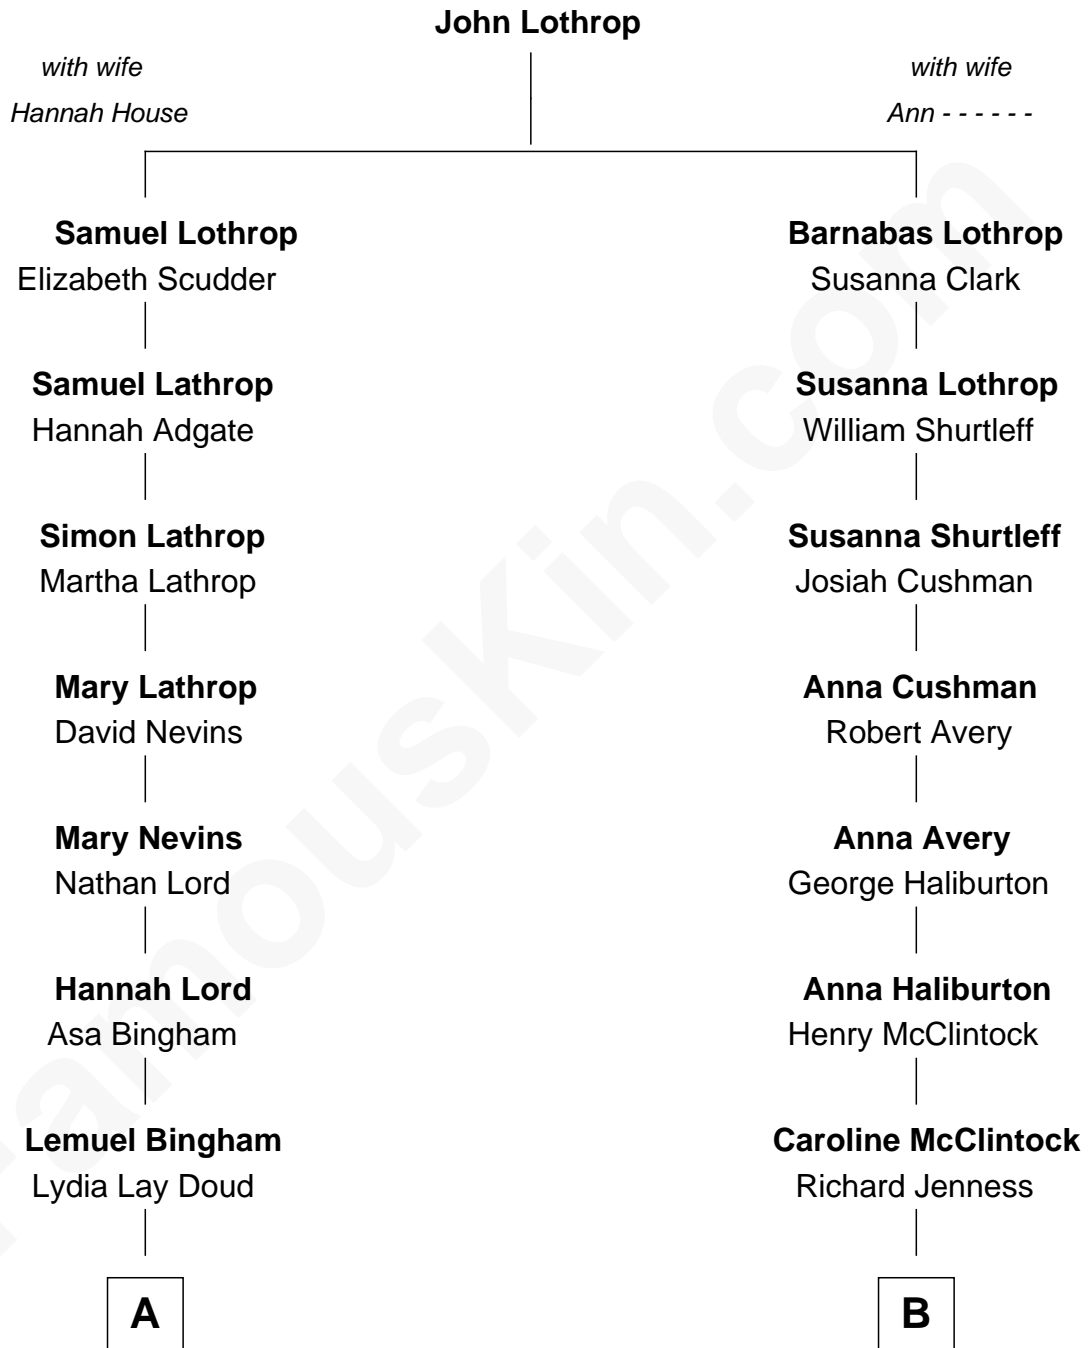 John Lothrop
with wife
Hannah House
with wife
Ann - - - - - -
Samuel Lothrop
Elizabeth Scudder
Barnabas Lothrop
Susanna Clark
Samuel Lathrop
Hannah Adgate
Susanna Lothrop
William Shurtleff
Simon Lathrop
Martha Lathrop
Susanna Shurtleff
Josiah Cushman
Mary Lathrop
David Nevins
Anna Cushman
Robert Avery
Mary Nevins
Nathan Lord
Anna Avery
George Haliburton
Hannah Lord
Asa Bingham
Anna Haliburton
Henry McClintock
Lemuel Bingham
Lydia Lay Doud
Caroline McClintock
Richard Jenness
A
B
FamousKin.com